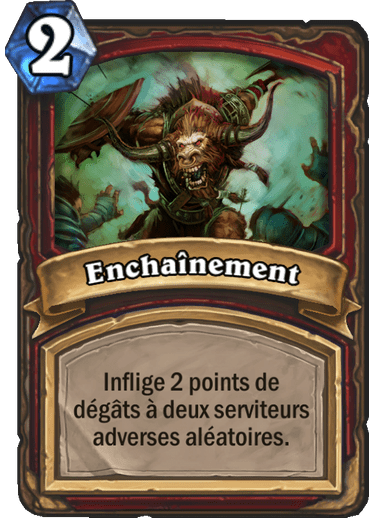 2
Enchaînement
Inflige 2 points de
dégâts à deux serviteurs
adverses aléatoires.